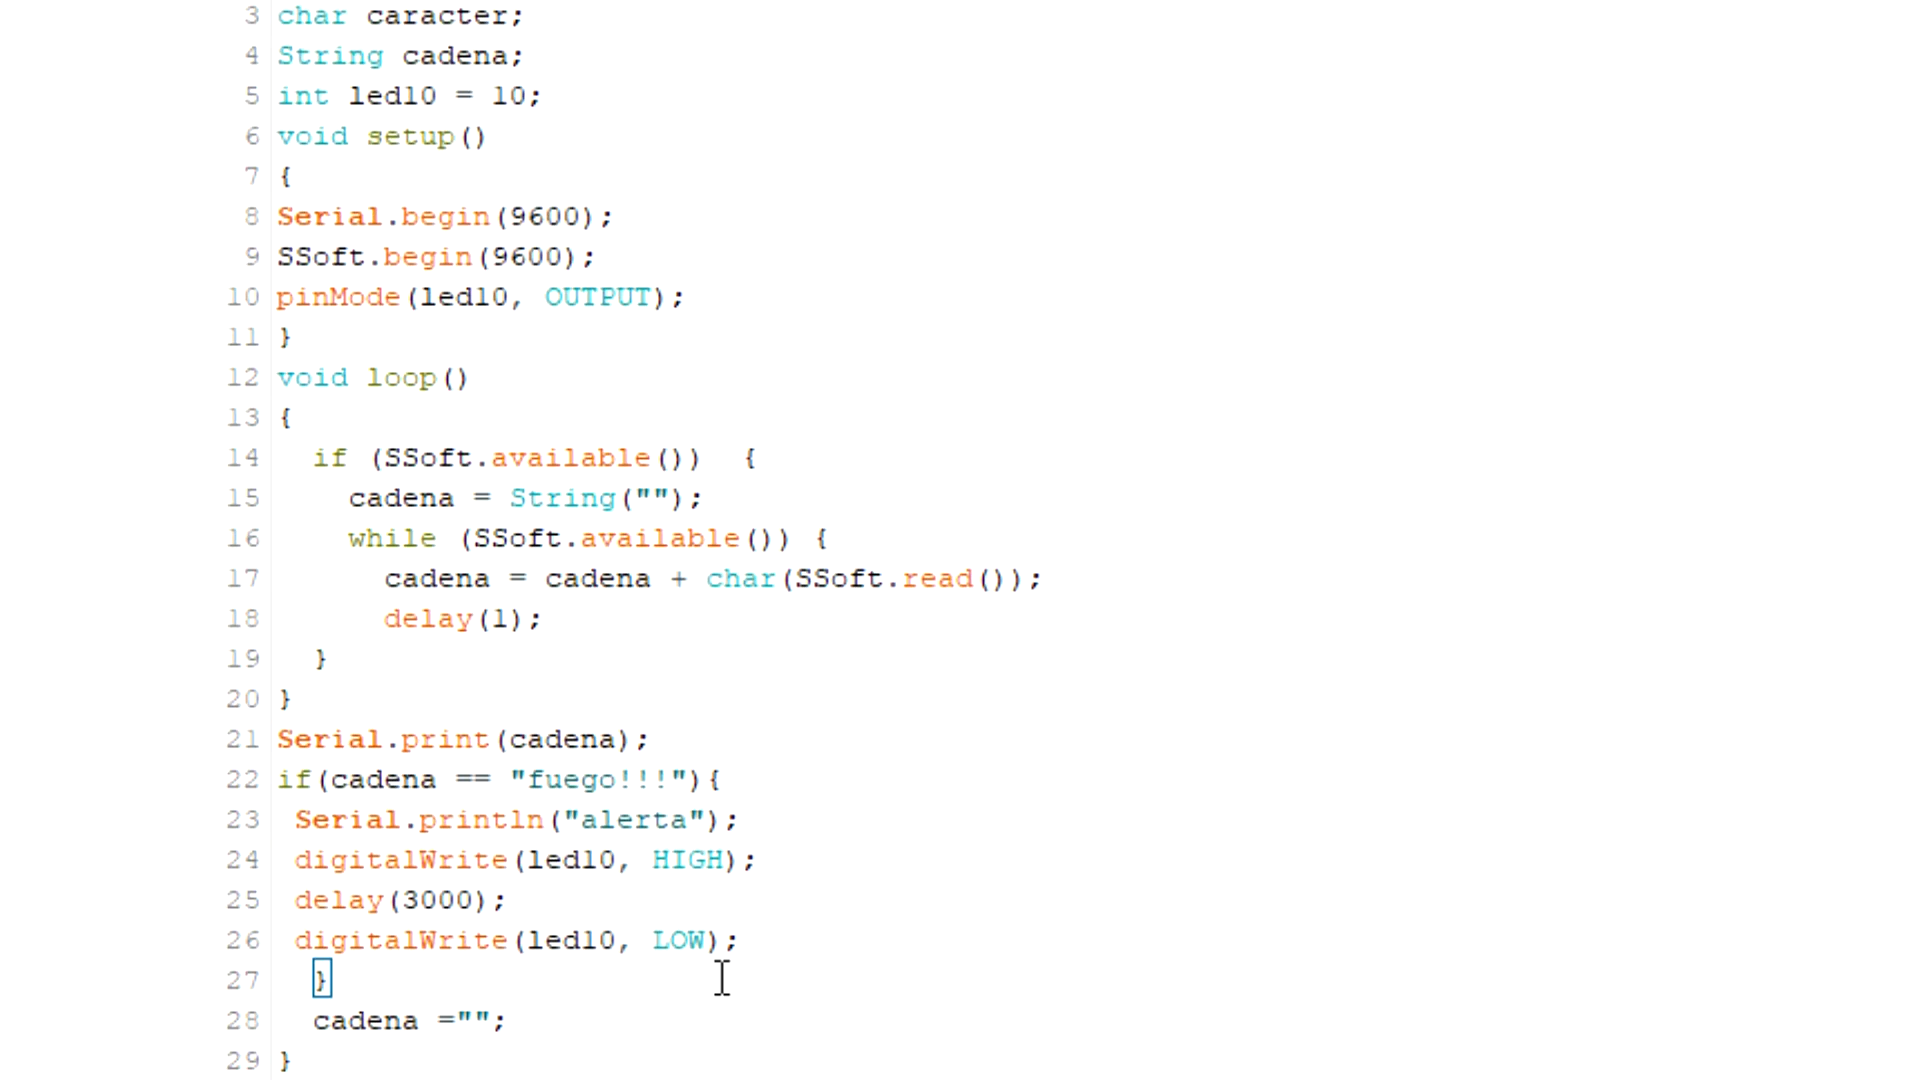 3 char caracter;
4 String cadena;
5 int led10 = 10;
6 void setup()
7 {
8 Serial.begin(9600);
9 SSoft.begin(9600);
10 pinMode(led10, OUTPUT);
11 }
12 void loop()
13 {
14   if (SSoft.available())  {
15     cadena = String("");
16     while (SSoft.available()) {
17       cadena = cadena + char(SSoft.read());
18       delay(1);
19   }
20 }
21 Serial.print(cadena);
22 if(cadena == "fuego!!!"){
23  Serial.println("alerta");
24  digitalWrite(led10, HIGH);
25  delay(3000);
26  digitalWrite(led10, LOW);
27   }
28   cadena ="";
29 }